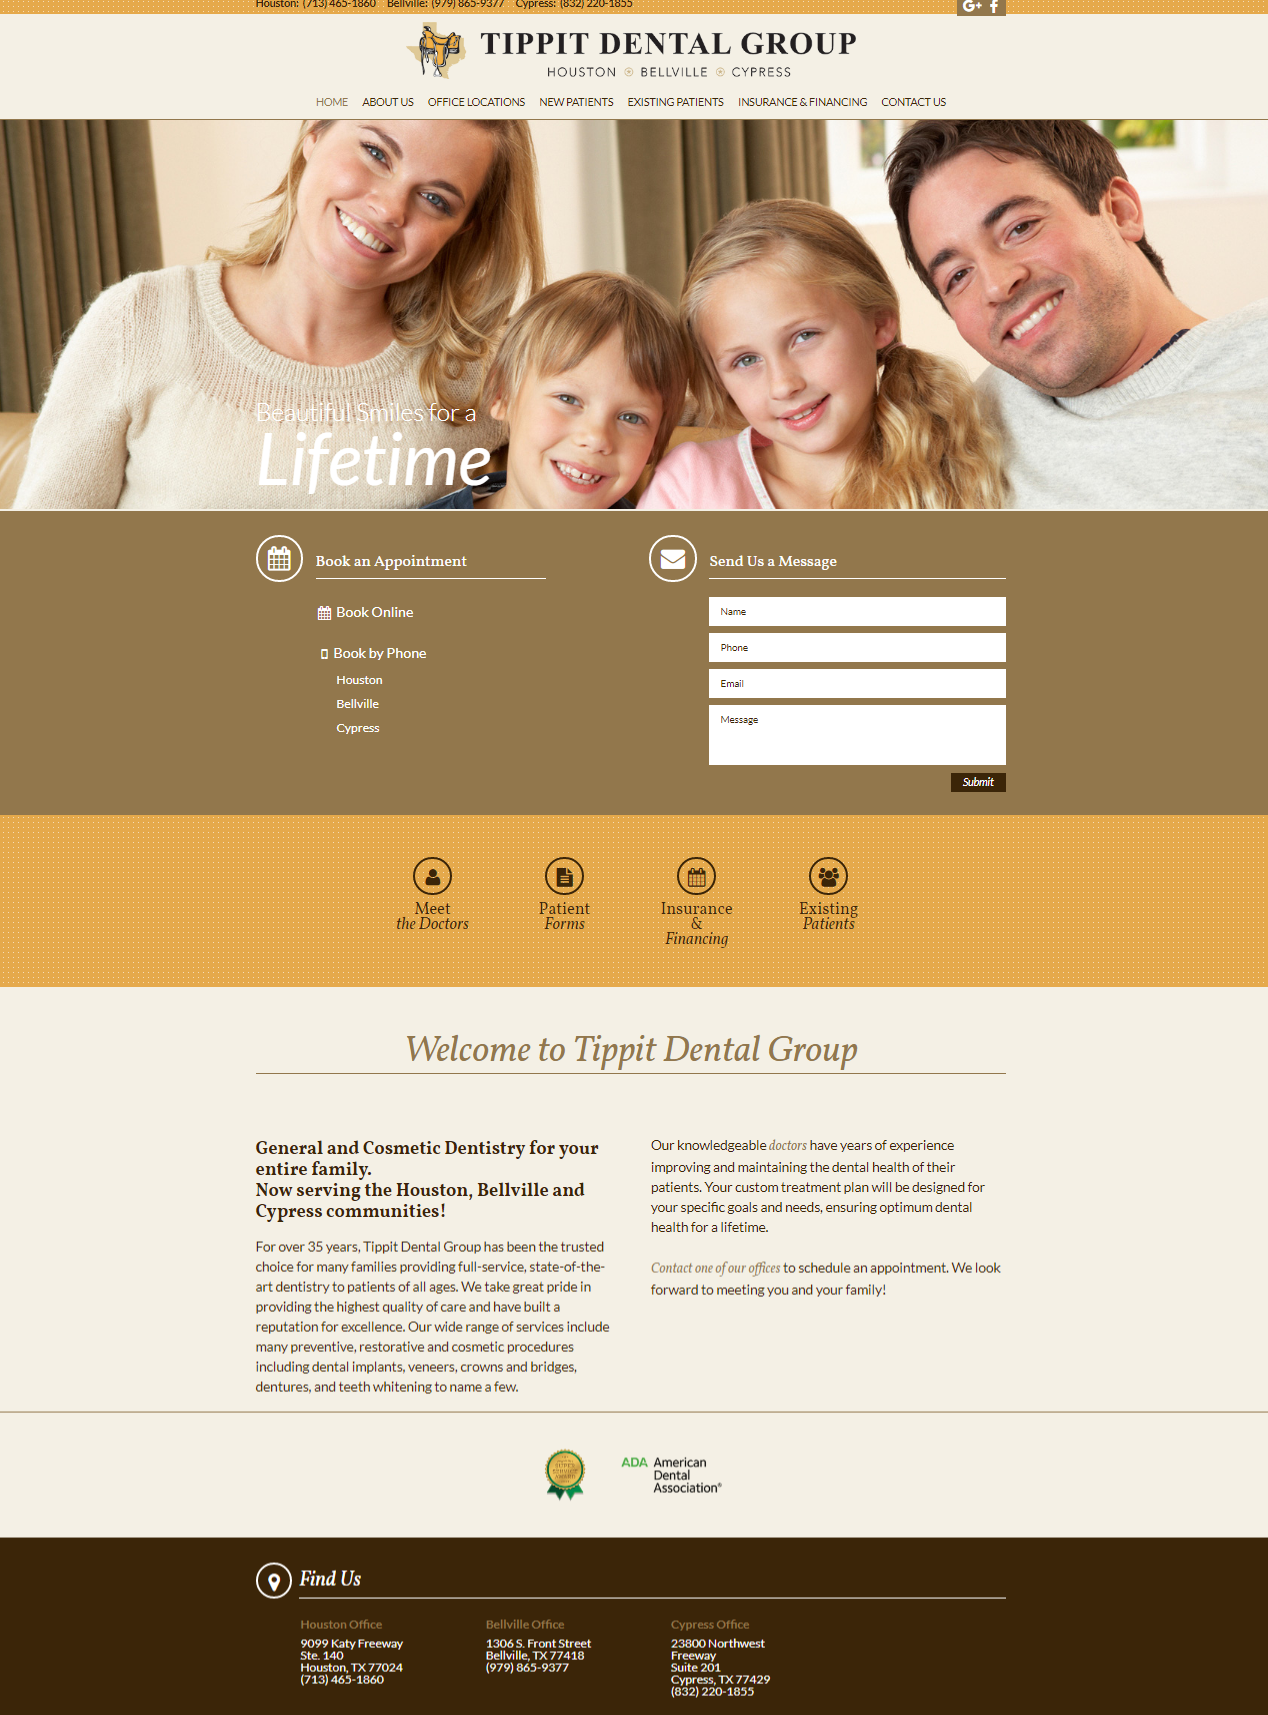 Houston: (713) 465-1860 Bellville: (979) 865-9377 Cypress: (832) 220-1855
TIPPIT DENTAL GROUP
HOUSTON BELLVILLE CYPRESS
HOME ABOUT US OFFICE LOCATIONS NEW PATIENTS EXISTING PATIENTS INSURANCE & FINANCING CONTACT US
Beautiful Smiles for a
Lifetime
Book an Appointment
Book Online
Book by Phone
Houston
Bellville
Cypress
Send Us a Message
Name
Phone
Email
Message
Submit
Meet
the Doctors
Patient
Forms
Insurance
&
Financing
Existing
Patients
Welcome to Tippit Dental Group
General and Cosmetic Dentistry for your
entire family.
Now serving the Houston, Bellville and
Cypress communities!
For over 35 years, Tippit Dental Group has been the trusted
choice for many families providing full-service, state-of-the-
art dentistry to patients of all ages. We take great pride in
providing the highest quality of care and have built a
reputation for excellence. Our wide range of services include
many preventive, restorative and cosmetic procedures
including dental implants, veneers, crowns and bridges,
dentures, and teeth whitening to name a few.
Our knowledgeable doctors have years of experience
improving and maintaining the dental health of their
patients. Your custom treatment plan will be designed for
your specific goals and needs, ensuring optimum dental
health for a lifetime.
Contact one of our offices to schedule an appointment. We look
forward to meeting you and your family!
SUPER
SERVICE
AWARD
ADA American
Dental
Association®
Find Us
Houston Office
9099 Katy Freeway
Ste. 140
Houston, TX 77024
(713) 465-1860
Bellville Office
1306 S. Front Street
Bellville, TX 77418
(979) 865-9377
Cypress Office
23800 Northwest
Freeway
Suite 201
Cypress, TX 77429
(832) 220-1855